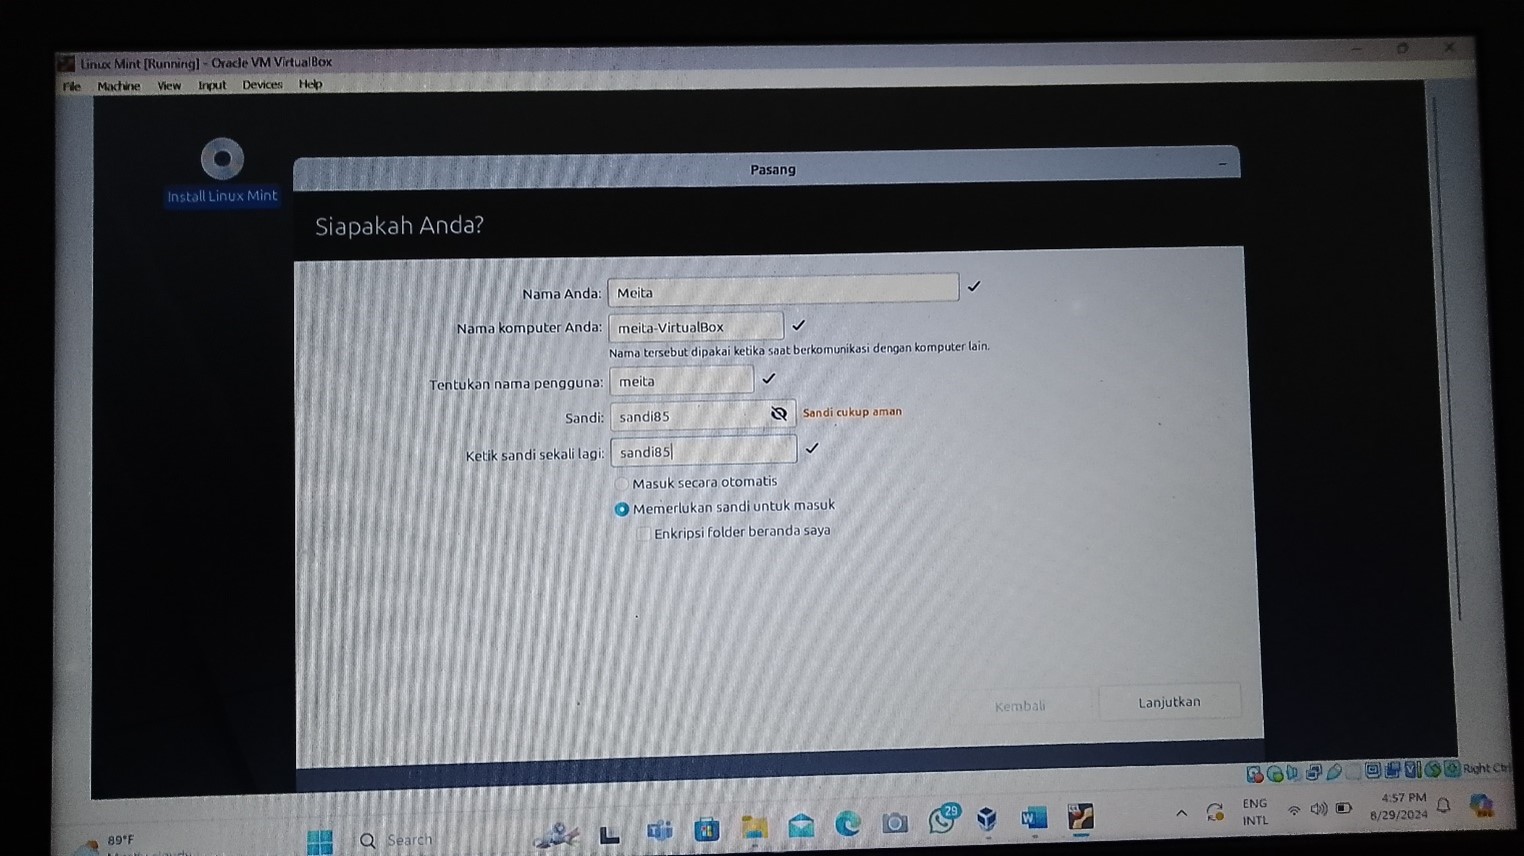 Linux Mint [Running] - Oracle VM VirtualBox
File Machine View Input Devices Help
Install Linux Mint
Pasang
Siapakah Anda?
Nama Anda: Meita
Nama komputer Anda: meita-VirtualBox
Nama tersebut dipakai ketika saat berkomunikasi dengan komputer lain.
Tentukan nama pengguna: meita
Sandi: sandi85 Sandi cukup aman
Ketik sandi sekali lagi: sandi85
Masuk secara otomatis
Memerlukan sandi untuk masuk
Enkripsi folder beranda saya
Kembali Lanjutkan
Right Ctrl
89°F
Search
29
ENG
INTL
4:57 PM
8/29/2024